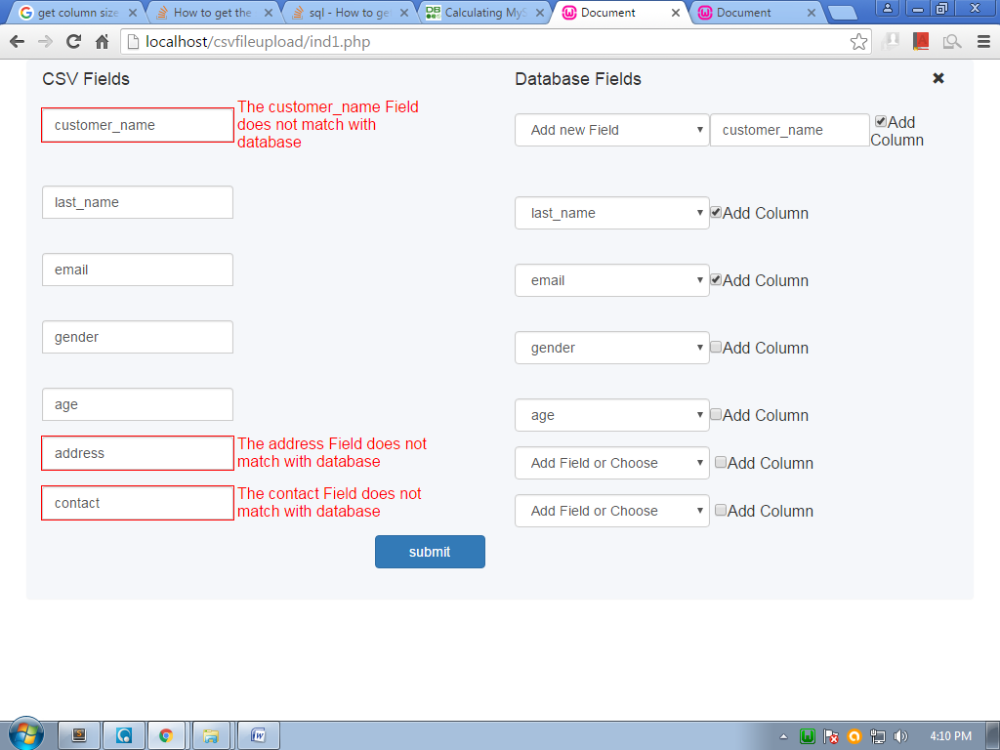 get column size
How to get the
sql - How to get
Calculating MyS
Document
Document
localhost/csvfileupload/ind1.php
CSV Fields
Database Fields
customer_name
The customer_name Field
does not match with
database
Add new Field
customer_name
Add
Column
last_name
last_name
Add Column
email
email
Add Column
gender
gender
Add Column
age
age
Add Column
address
The address Field does not
match with database
Add Field or Choose
Add Column
contact
The contact Field does not
match with database
Add Field or Choose
Add Column
submit
4:10 PM